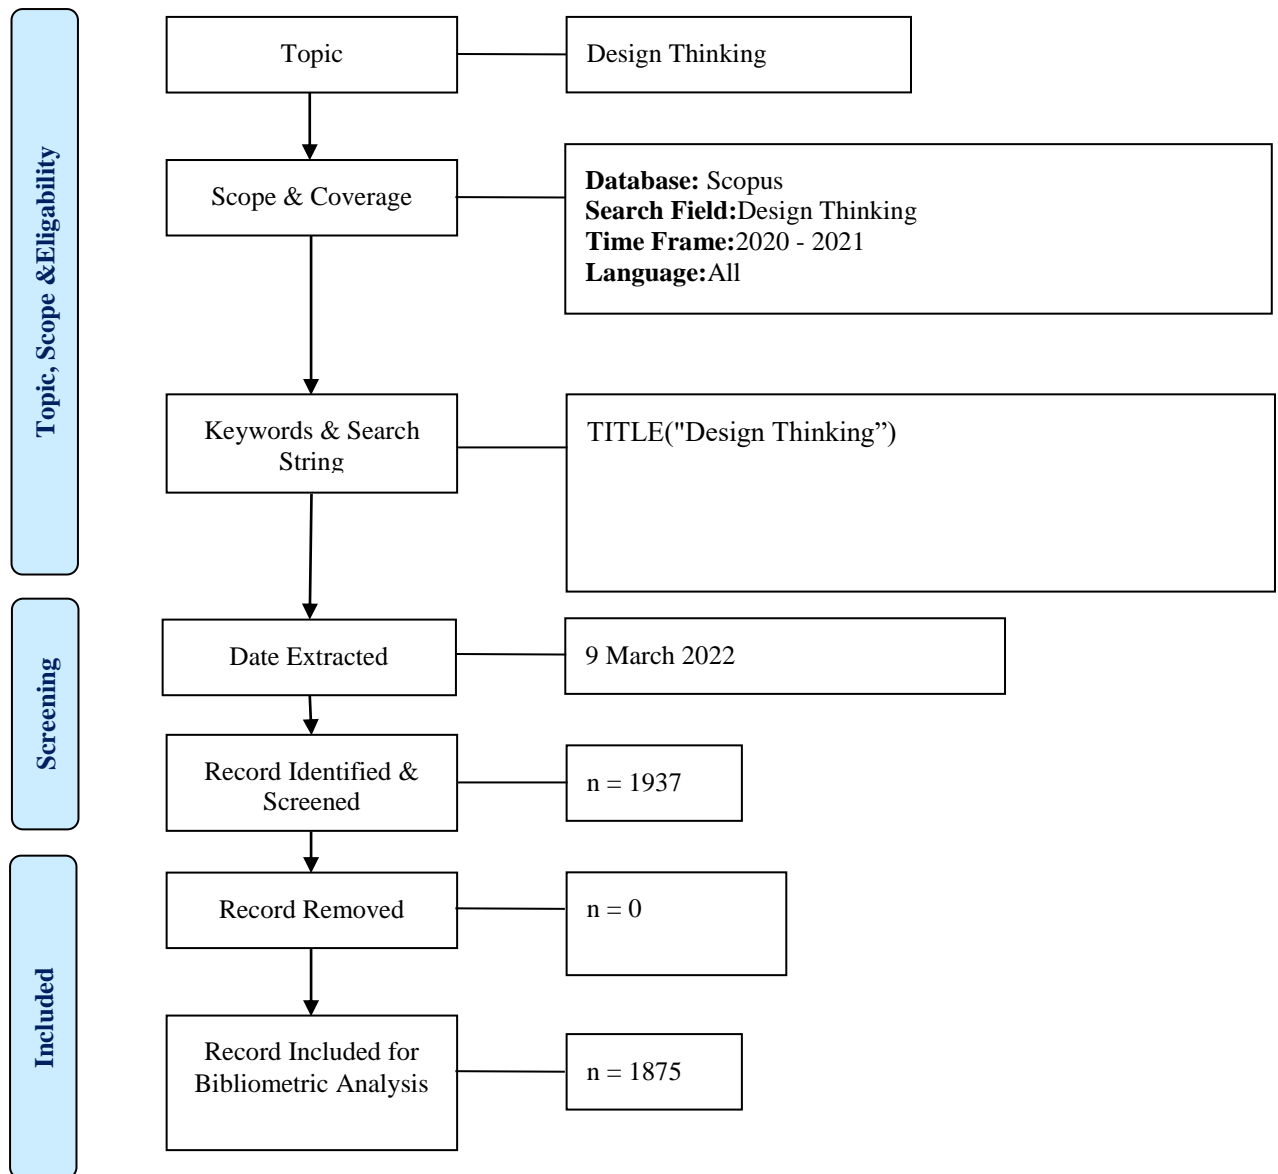 Topic, Scope &Eligability
Topic
Design Thinking
Scope & Coverage
Database: Scopus
Search Field:Design Thinking
Time Frame:2020 - 2021
Language:All
Keywords & Search
String
TITLE("Design Thinking”)
Screening
Date Extracted
9 March 2022
Record Identified &
Screened
n = 1937
Included
Record Removed
n = 0
Record Included for
Bibliometric Analysis
n = 1875